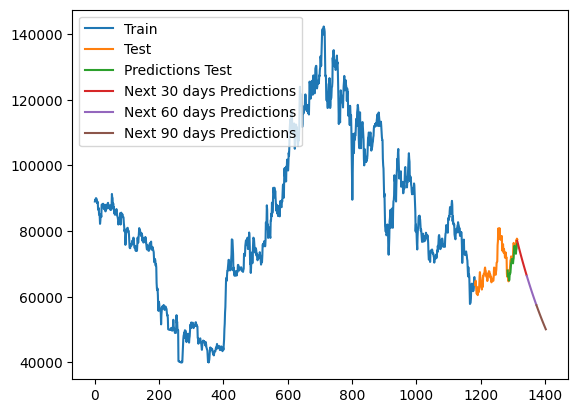 140000
120000
100000
80000
60000
40000
Train
Test
Predictions Test
Next 30 days Predictions
Next 60 days Predictions
Next 90 days Predictions
0 200 400 600 800 1000 1200 1400